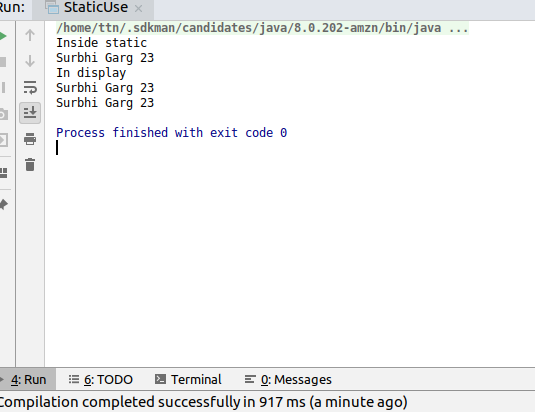 Run: StaticUse
/home/ttn/.sdkman/candidates/java/8.0.202-amzn/bin/java ...
Inside static
Surbhi Garg 23
In display
Surbhi Garg 23
Surbhi Garg 23
Process finished with exit code 0
4: Run 6: TODO Terminal 0: Messages
Compilation completed successfully in 917 ms (a minute ago)